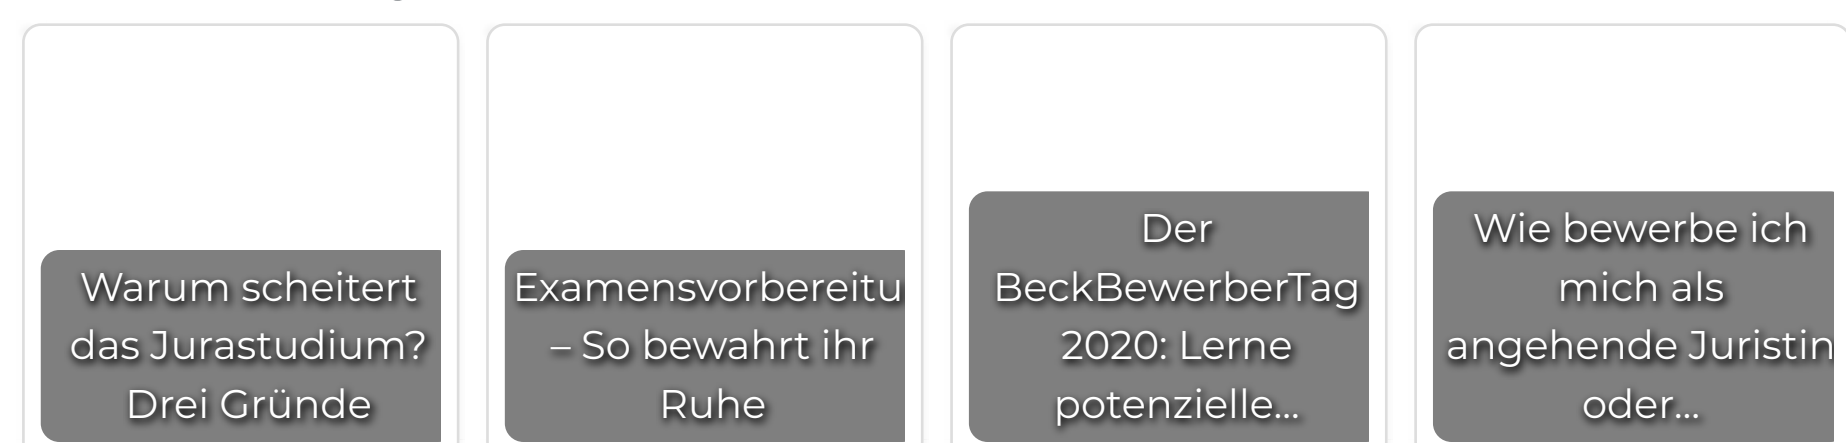 Warum scheitert
das Jurastudium?
Drei Gründe
Examensvorbereitu
– So bewahrt ihr
Ruhe
Der
BeckBewerberTag
2020: Lerne
potenzielle...
Wie bewerbe ich
mich als
angehende Juristin
oder...